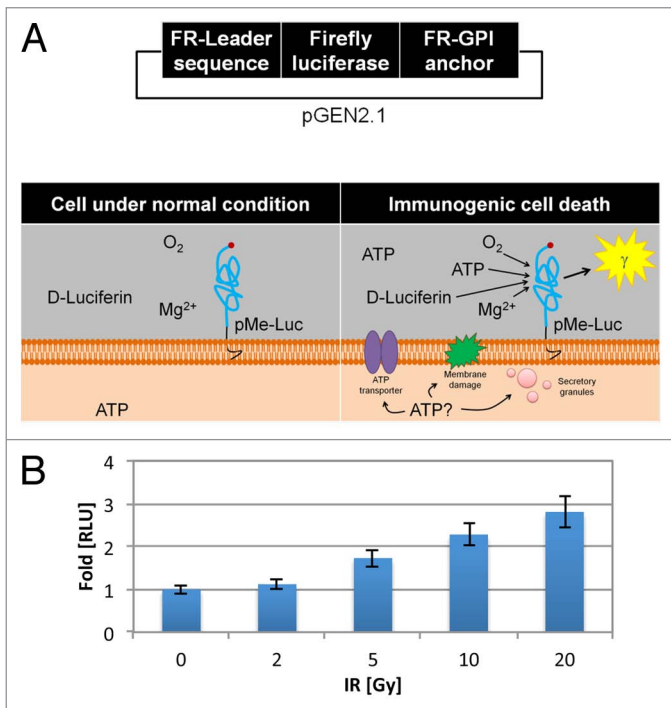 A
FR-Leader sequence
Firefly luciferase
FR-GPI anchor
pGEN2.1
Cell under normal condition
Immunogenic cell death
O2
D-Luciferin
Mg2+
pMe-Luc
ATP
ATP
O2
ATP
D-Luciferin
Mg2+
γ
pMe-Luc
ATP transporter
Membrane damage
Secretory granules
ATP?
B
Fold [RLU]
4
3
2
1
0
0 2 5 10 20
IR [Gy]